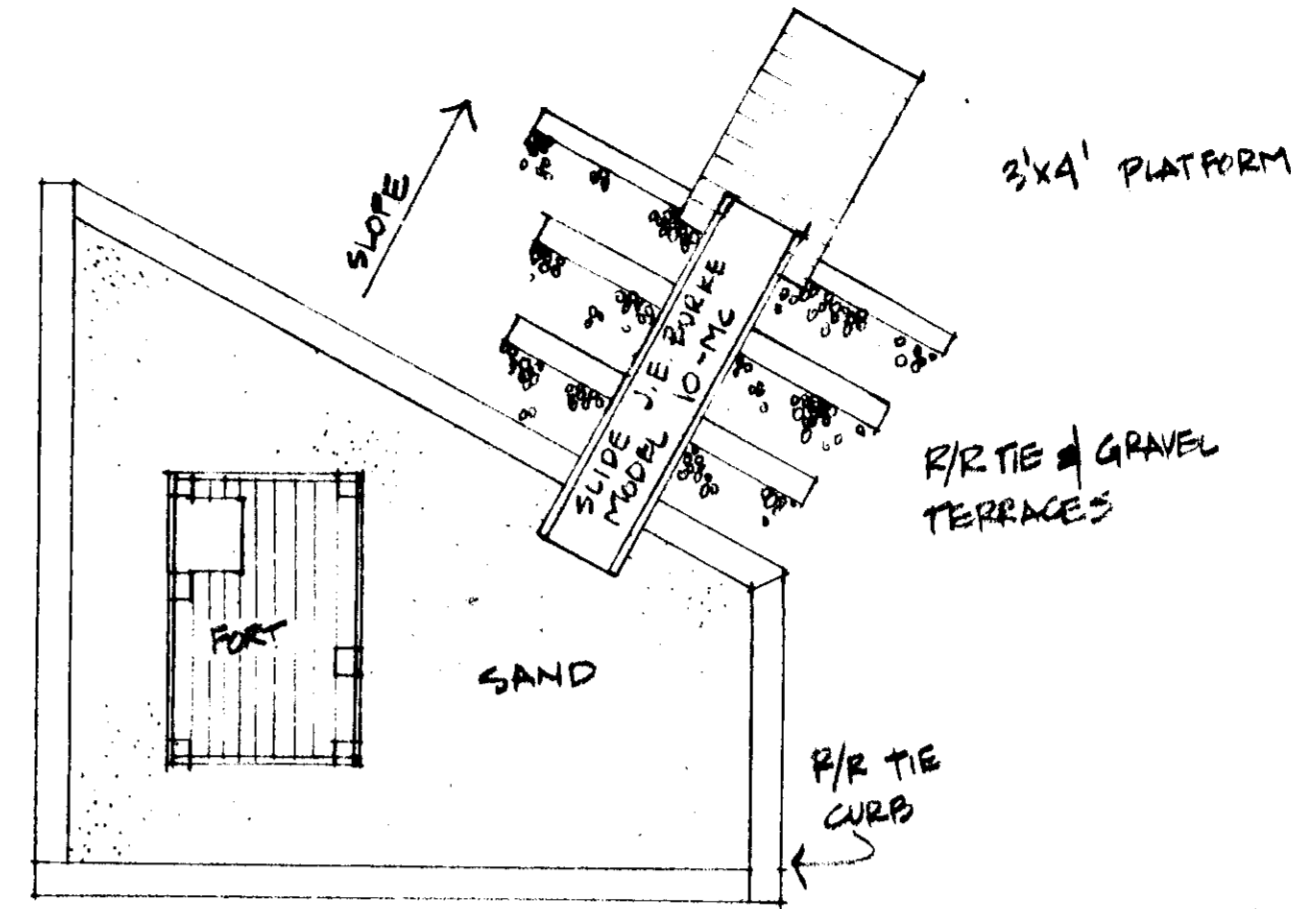 3'x4' PLATFORM
SLOPE
SLIDE J.E. BURKE
MODEL 10-MC
R/R TIE & GRAVEL
TERRACES
FORT
SAND
R/R TIE
CURB